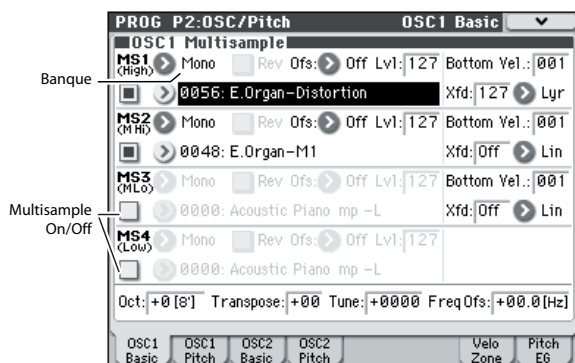 PROG P2:OSC/Pitch OSC1 Basic
OSC1 Multisample
MS1 Mono Rev Ofs: Off Lvl: 127 Bottom Vel.: 001
(High)
Banque
0056: E.Organ-Distortion Xfd: 127 Lyr
MS2 Mono Rev Ofs: Off Lvl: 127 Bottom Vel.: 001
(M Hi)
0048: E.Organ-M1 Xfd: Off Lin
MS3 Mono Rev Ofs: Off Lvl: 127 Bottom Vel.: 001
(MLo)
Multisample On/Off
0000: Acoustic Piano mp -L Xfd: Off Lin
MS4 Mono Rev Ofs: Off Lvl: 127
(Low)
0000: Acoustic Piano mp -L
Oct: +0 [8'] Transpose: +00 Tune: +0000 Freq Ofs: +00.0[Hz]
OSC1 Basic OSC1 Pitch OSC2 Basic OSC2 Pitch Velo Zone Pitch EG